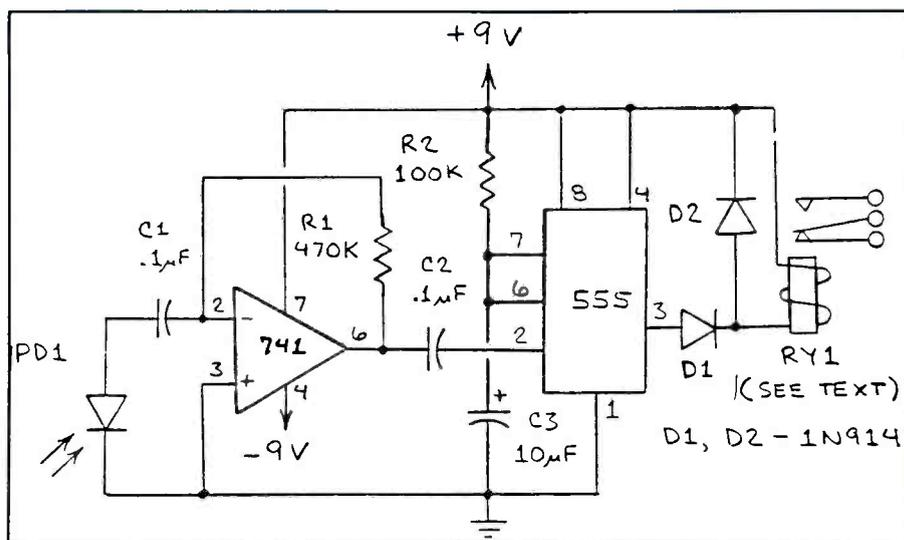 +9V
R2
100K
8
4
D2
C1
.1µF
R1
470K
C2
.1µF
7
6
555
2
7
741
6
2
3
D1
RY1
(SEE TEXT)
PD1
3
4
-9V
+
C3
10µF
1
D1, D2 - 1N914